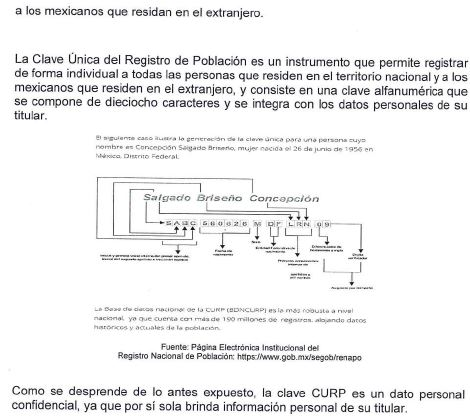 a los mexicanos que residan en el extranjero.
La Clave Única del Registro de Población es un instrumento que permite registrar
de forma individual a todas las personas que residen en el territorio nacional y a los
mexicanos que residen en el extranjero, y consiste en una clave alfanumérica que
se compone de dieciocho caracteres y se integra con los datos personales de su
titular.
El siguiente caso ilustra la generación de la clave única para una persona cuyo
nombre es Concepción Salgado Briseño, mujer nacida el 26 de junio de 1956 en
México, Distrito Federal.
Salgado Briseño Concepción
SABC 560626 M DF LRN 09
Fecha de
nacimiento
Sexo
La Base de datos nacional de la CURP (BDNCURP) es la más robusta a nivel
nacional, ya que cuenta con más de 190 millones de registros, alojando datos
históricos y actuales de la población.
Fuente: Página Electrónica Institucional del
Registro Nacional de Población: https://www.gob.mx/segob/renapo
Como se desprende de lo antes expuesto, la clave CURP es un dato personal
confidencial, ya que por sí sola brinda información personal de su titular.